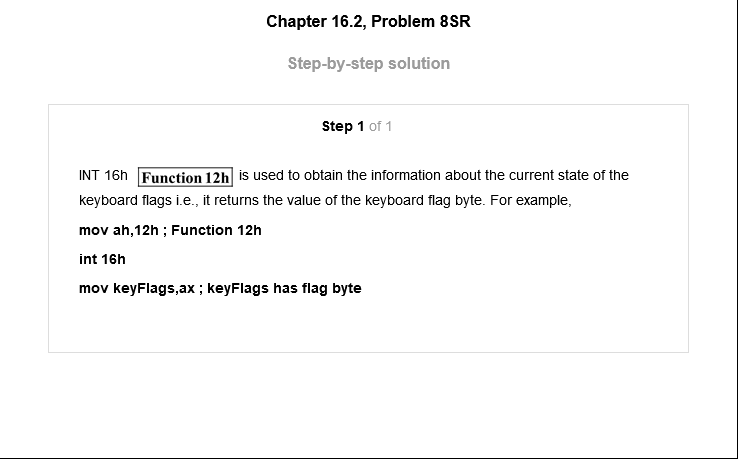 Chapter 16.2, Problem 8SR
Step-by-step solution
Step 1 of 1
INT 16h Function 12h is used to obtain the information about the current state of the
keyboard flags i.e., it returns the value of the keyboard flag byte. For example,
mov ah,12h ; Function 12h
int 16h
mov keyFlags,ax ; keyFlags has flag byte